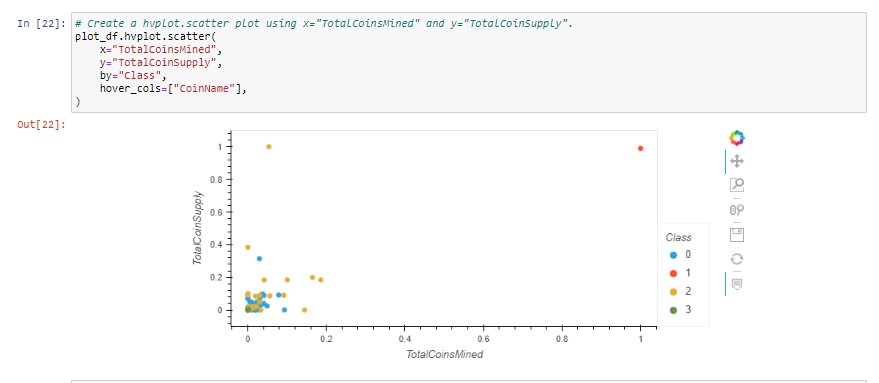 In [22]: # Create a hvplot.scatter plot using x="TotalCoinsMined" and y="TotalCoinSupply".
plot_df.hvplot.scatter(
    x="TotalCoinsMined",
    y="TotalCoinSupply",
    by="Class",
    hover_cols=["CoinName"],
)
Out[22]:
TotalCoinSupply
1
0.8
0.6
0.4
0.2
0
0 0.2 0.4 0.6 0.8 1
TotalCoinsMined
Class
0
1
2
3